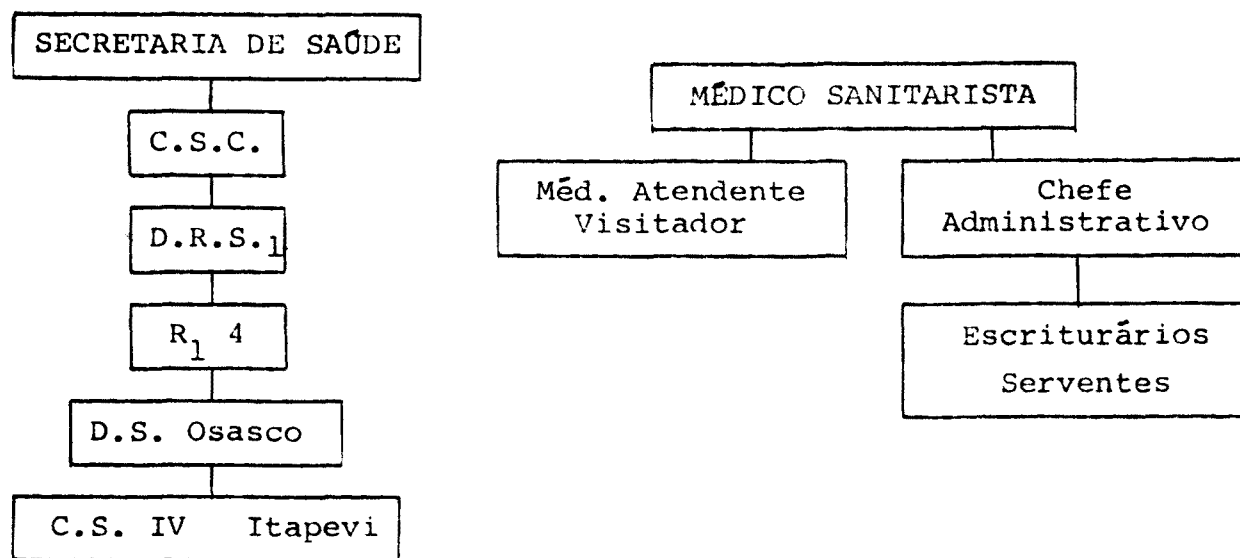 SECRETARIA DE SAÚDE
C.S.C.
D.R.S.1
R1 4
D.S. Osasco
C.S. IV Itapevi
MÉDICO SANITARISTA
Méd. Atendente
Visitador
Chefe
Administrativo
Escriturários
Serventes